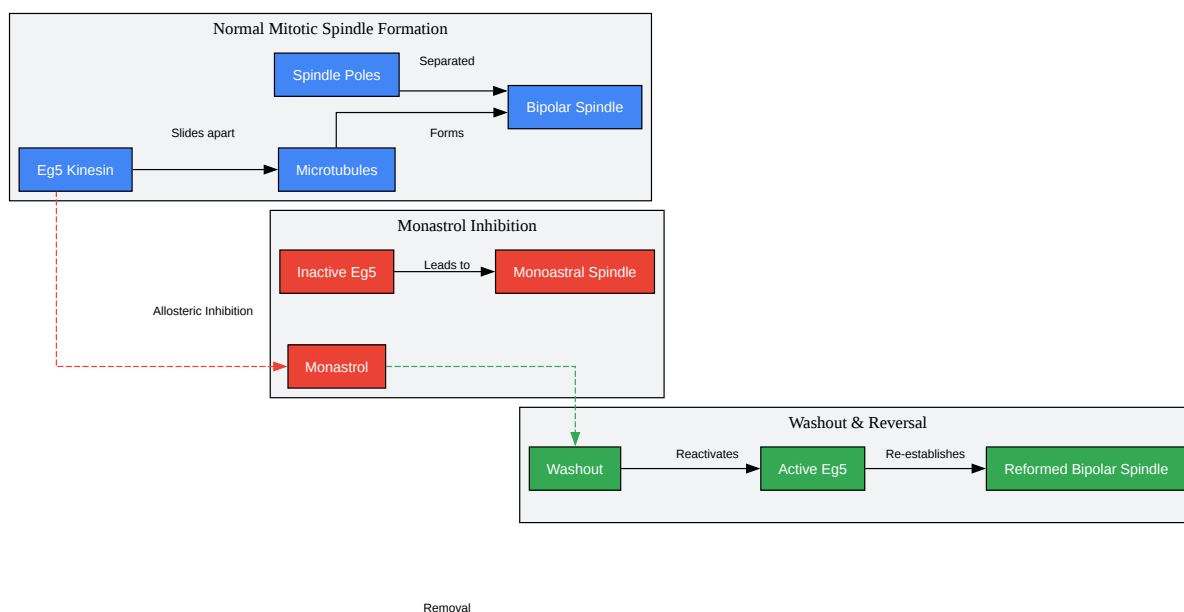 Normal Mitotic Spindle Formation
Spindle Poles
Separated
Bipolar Spindle
Slides apart
Forms
Eg5 Kinesin
Microtubules
Monastrol Inhibition
Inactive Eg5
Leads to
Monoastral Spindle
Allosteric Inhibition
Monastrol
Washout & Reversal
Washout
Reactivates
Active Eg5
Re-establishes
Reformed Bipolar Spindle
Removal